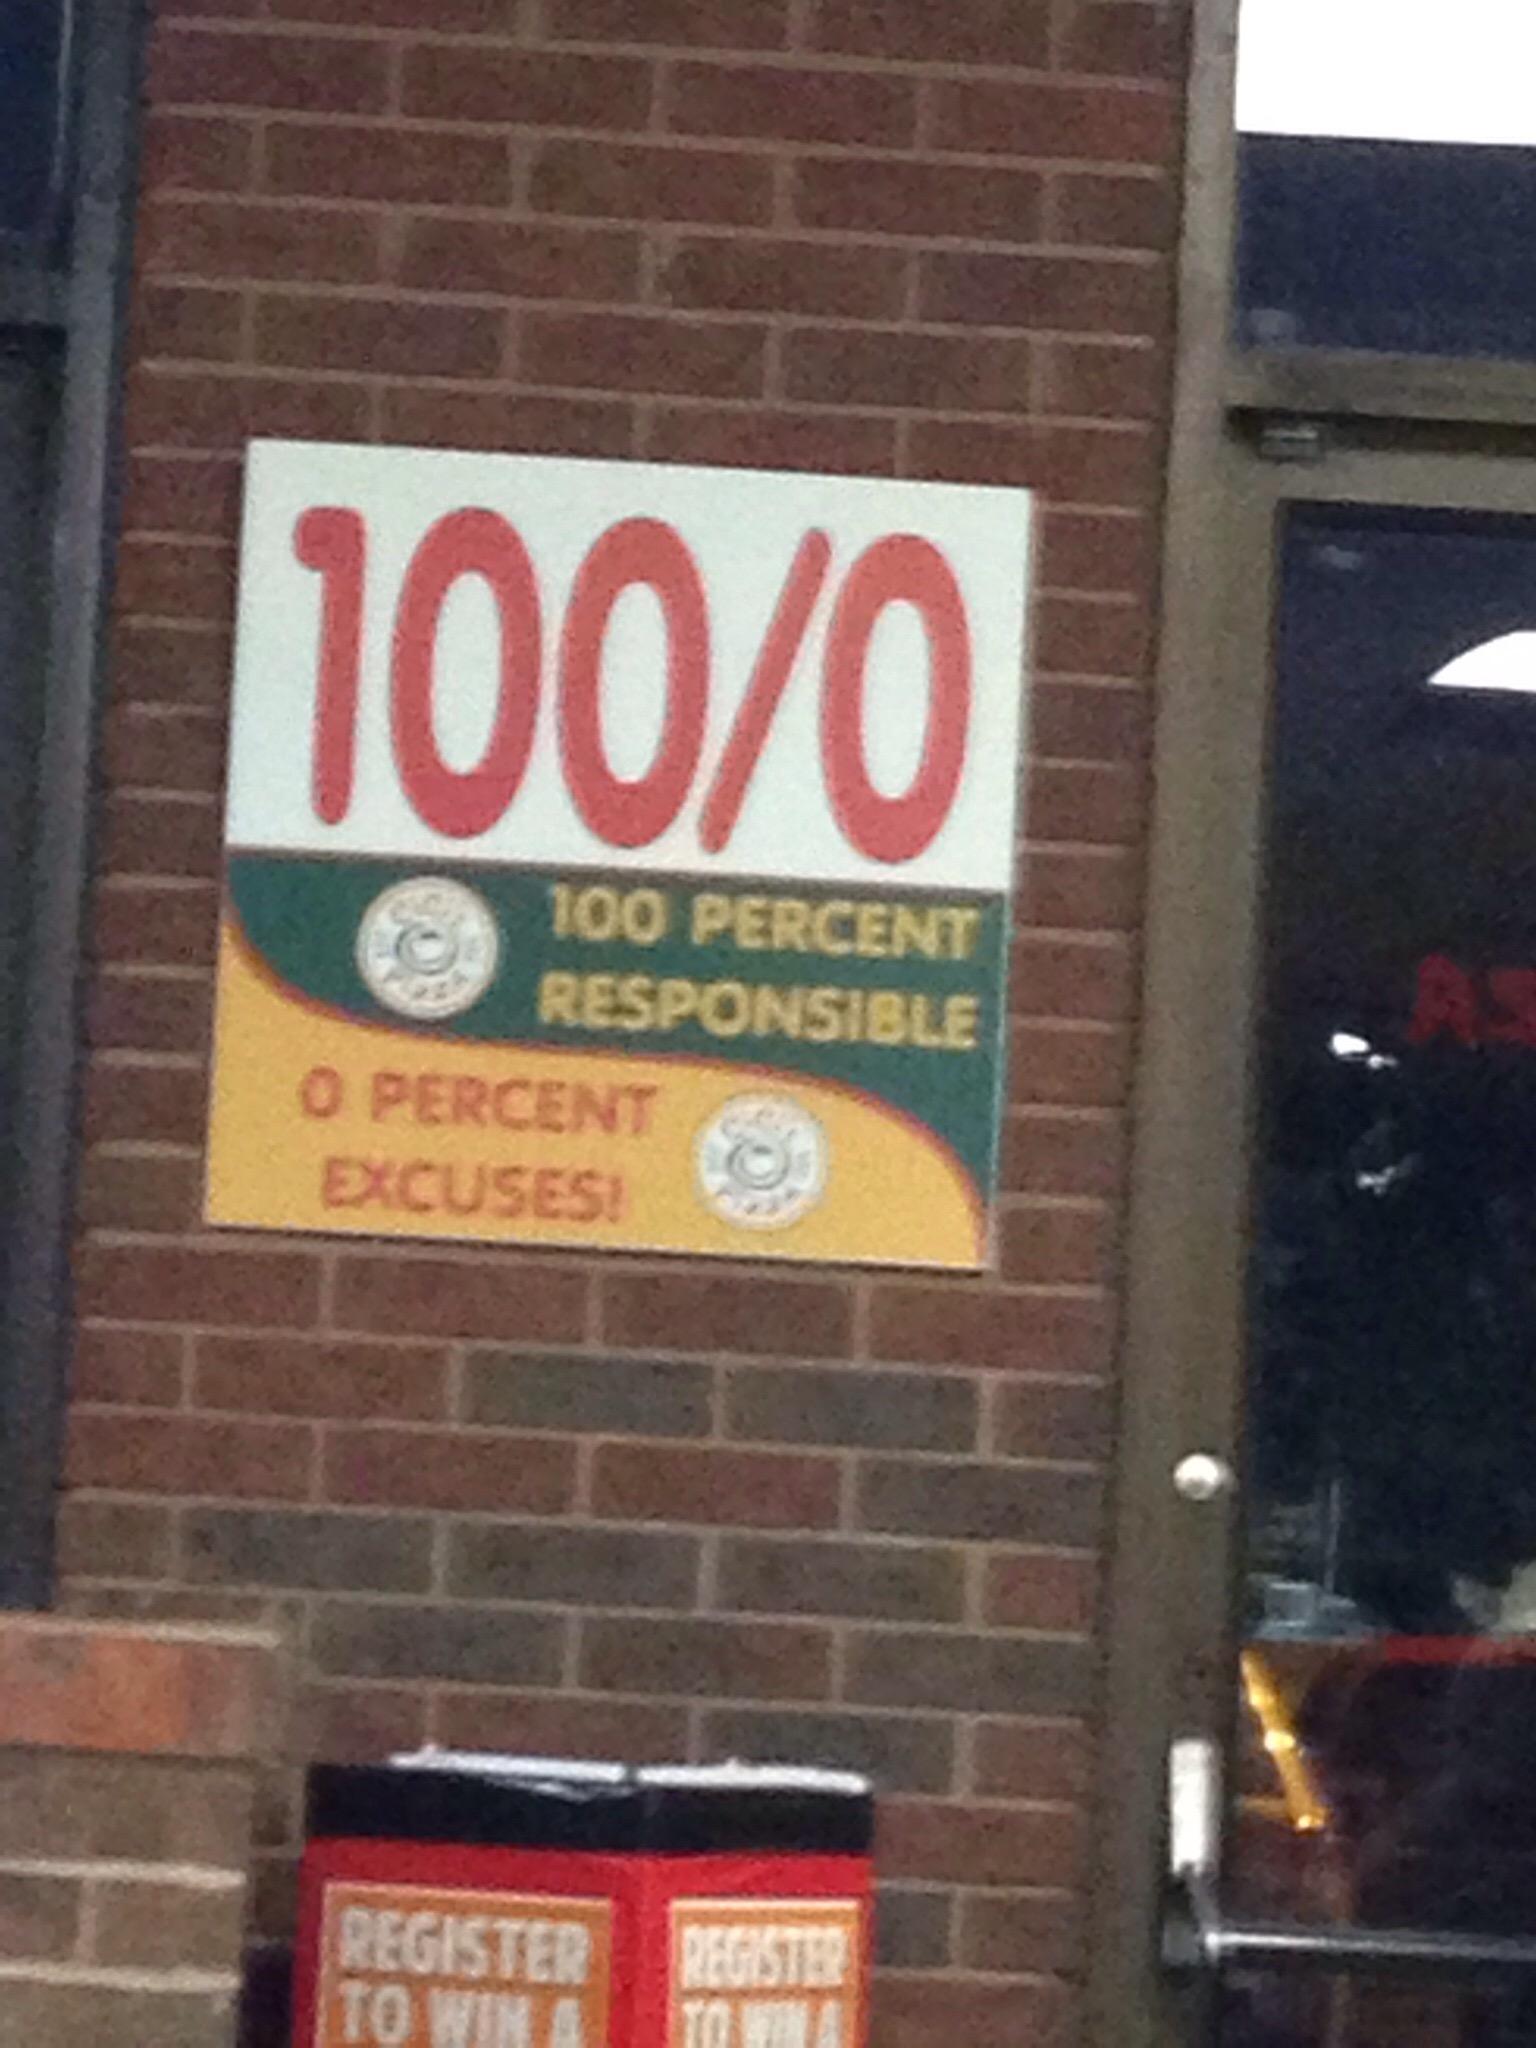 100/0
100 PERCENT
RESPONSIBLE
0 PERCENT
EXCUSES!
REGISTER
TO WIN A
REGISTER
TO WIN A